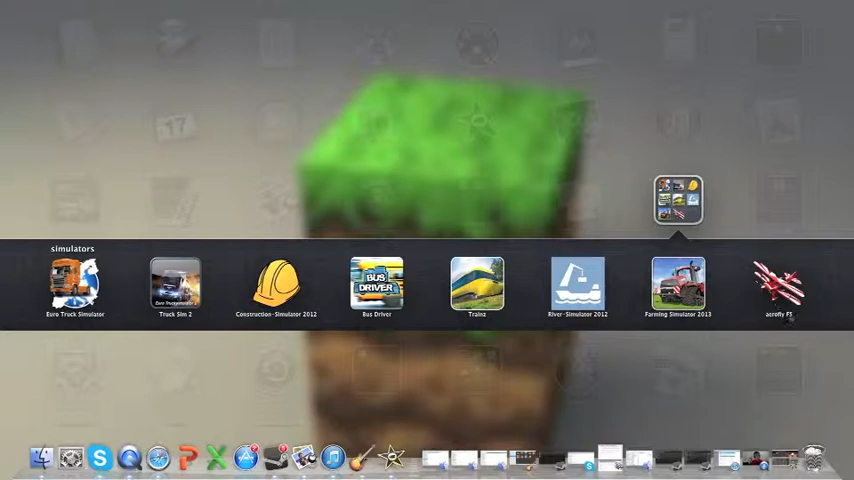 17
simulators
BUS
DRIVER
Euro Truck Simulator
Truck Sim 2
Construction-Simulator 2012
Bus Driver
Trainz
River-Simulator 2012
Farming Simulator 2013
aerofly FS